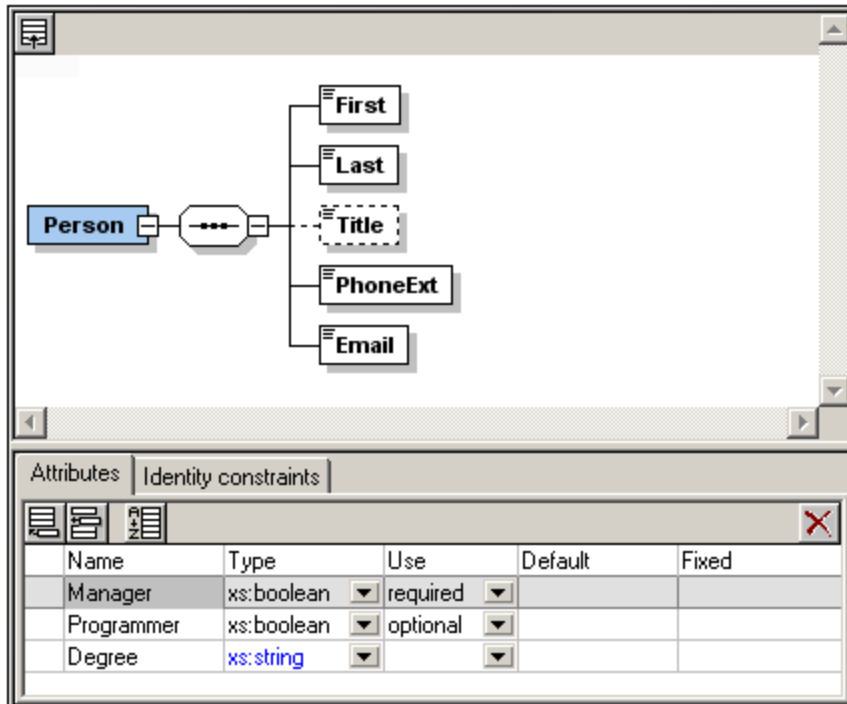 First
Last
Person
Title
PhoneExt
Email
Attributes Identity constraints
A Z
Name Type Use Default Fixed
Manager xs:boolean required
Programmer xs:boolean optional
Degree xs:string